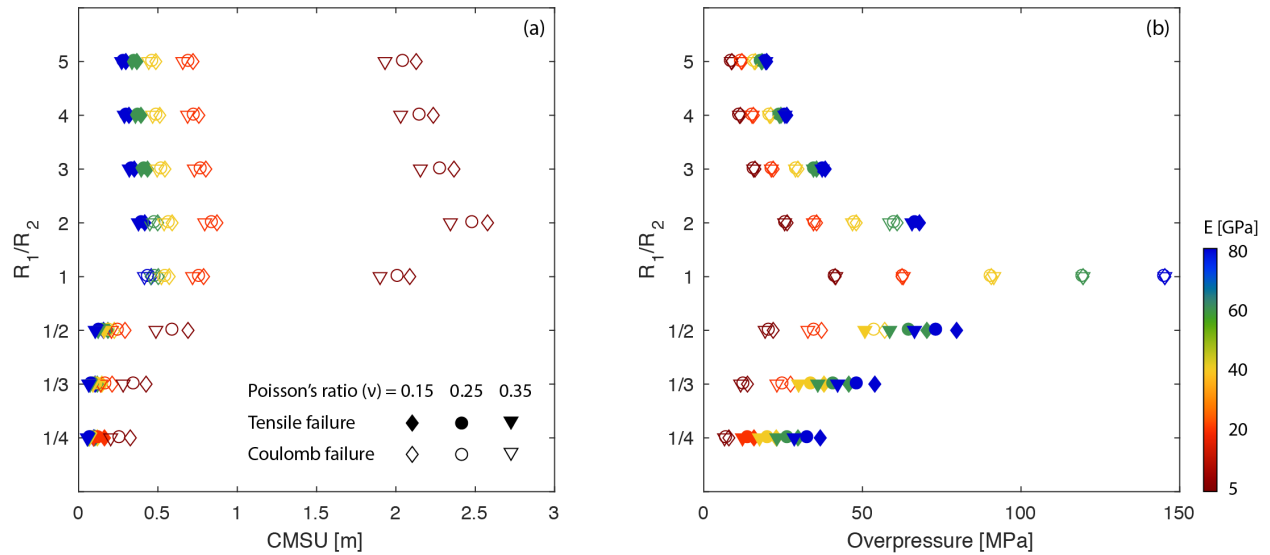 (a)
5
4
3
2
1
1/2
1/3
1/4
R1/R2
0 0.5 1 1.5 2 2.5 3
CMSU [m]
Poisson's ratio (ν) = 0.15 0.25 0.35
Tensile failure
Coulomb failure
(b)
5
4
3
2
1
1/2
1/3
1/4
R1/R2
0 50 100 150
Overpressure [MPa]
E [GPa]
80
60
40
20
5